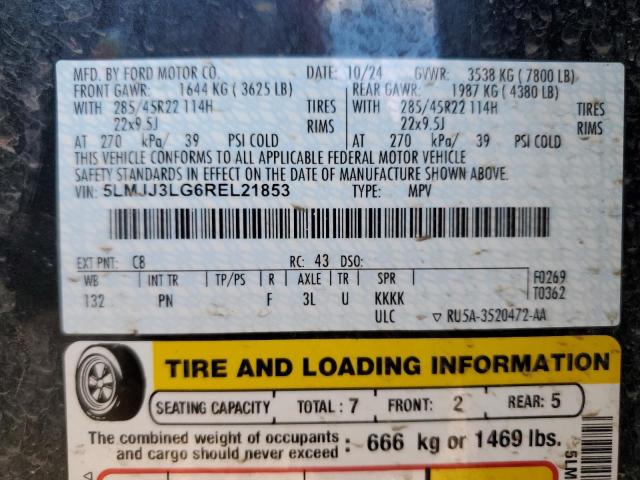 MFD. BY FORD MOTOR CO. DATE: 10/24 GVWR: 3538 KG ( 7800 LB)
FRONT GAWR: 1644 KG ( 3625 LB) REAR GAWR: 1987 KG ( 4380 LB)
WITH 285/45R22 114H TIRES WITH 285/45R22 114H TIRES
22x9.5J RIMS 22x9.5J RIMS
AT 270 kPa/ 39 PSI COLD AT 270 kPa/ 39 PSI COLD
THIS VEHICLE CONFORMS TO ALL APPLICABLE FEDERAL MOTOR VEHICLE
SAFETY STANDARDS IN EFFECT ON THE DATE OF MANUFACTURE SHOWN ABOVE.
VIN: 5LMJJ3LG6REL21853 TYPE: MPV
EXT PNT: C8 RC: 43 DSO:
WB INT TR TP/PS R AXLE TR SPR F0269
132 PN F 3L U KKKK T0362
ULC ▽ RU5A-3520472-AA
TIRE AND LOADING INFORMATION
SEATING CAPACITY TOTAL : 7 FRONT: 2 REAR: 5
The combined weight of occupants
and cargo should never exceed : 666 kg or 1469 lbs.
5LM